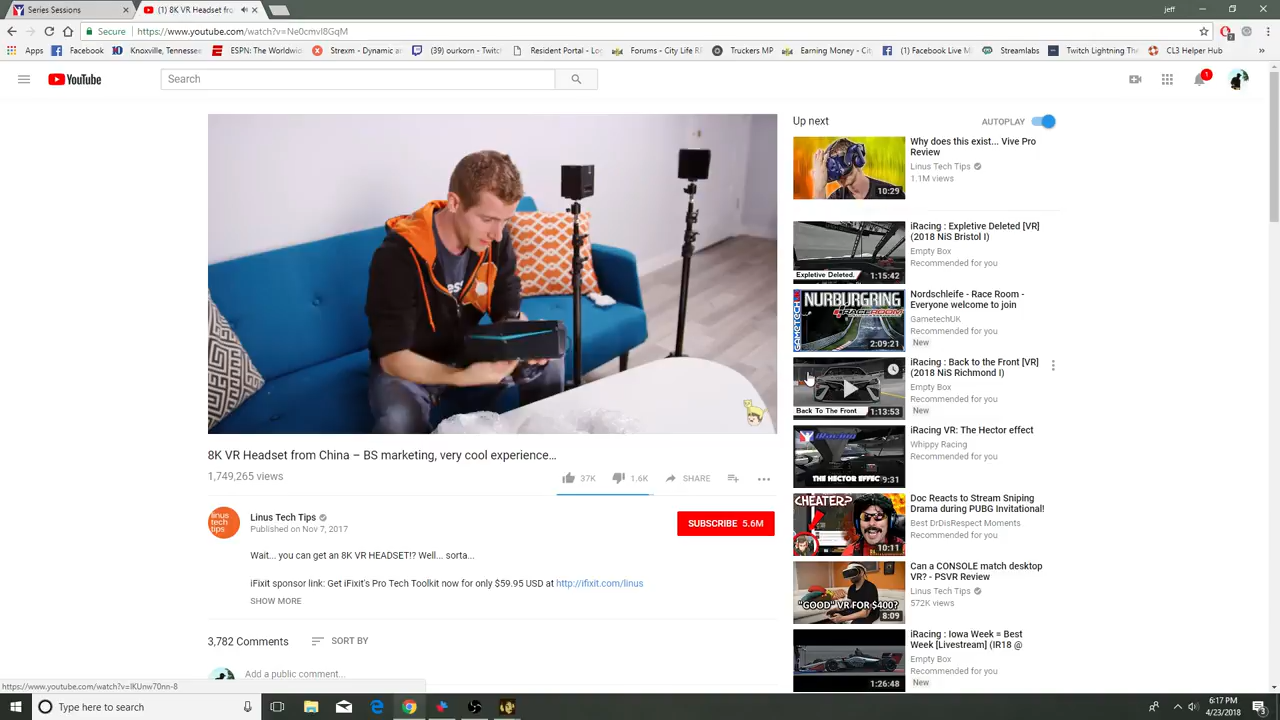 Series Sessions
(1) 8K VR Headset fro
jeff
Secure
https://www.youtube.com/watch?v=Ne0cmvI8GqM
Apps
Facebook
Knoxville, Tennesse
ESPN: The Worldwid
Strexm - Dynamic an
(39) ourkorn - Twitch
Resident Portal - Log
Forums - City Life RP
Truckers MP
Earning Money - Cit
(1) Facebook Live M
Streamlabs
Twitch Lightning Th
CL3 Hub
YouTube
Search
1
Up next
AUTOPLAY
Why does this exist... Vive Pro
Review
Linus Tech Tips
1.1M views
10:29
iRacing : Expletive Deleted [VR]
(2018 NiS Bristol I)
Empty Box
Recommended for you
Expletive Deleted.
1:15:42
Nordschleife - Race Room -
Everyone welcome to join
GametechUK
Recommended for you
New
GAMETECH
NURBURGRING
RACEROOM
2:09:21
iRacing : Back to the Front [VR]
(2018 NiS Richmond I)
Empty Box
Recommended for you
New
Back To The Front
1:13:53
iRacing VR: The Hector effect
Whippy Racing
Recommended for you
iRacing
THE HECTOR EFFEC
9:31
Doc Reacts to Stream Sniping
Drama during PUBG Invitational!
Best DrDisRespect Moments
Recommended for you
CHEATER?
10:11
Can a CONSOLE match desktop
VR? - PSVR Review
Linus Tech Tips
572K views
"GOOD" VR FOR $400?
8:09
iRacing : Iowa Week = Best
Week [Livestream] (IR18 @
Empty Box
Recommended for you
New
1:26:48
8K VR Headset from China – BS marketing, very cool experience…
1,749,265 views
37K
1.6K
SHARE
linus
tech
tips
Linus Tech Tips
Published on Nov 7, 2017
SUBSCRIBE 5.6M
Wait... you can get an 8K VR HEADSET!? Well... sorta...
iFixit sponsor link: Get iFixit's Pro Tech Toolkit now for only $59.95 USD at http://ifixit.com/linus
SHOW MORE
3,782 Comments
SORT BY
Add a public comment...
https://www.youtube.com/watch?v=lKUnw70nn-8
Type here to search
6:17 PM
4/23/2018
3